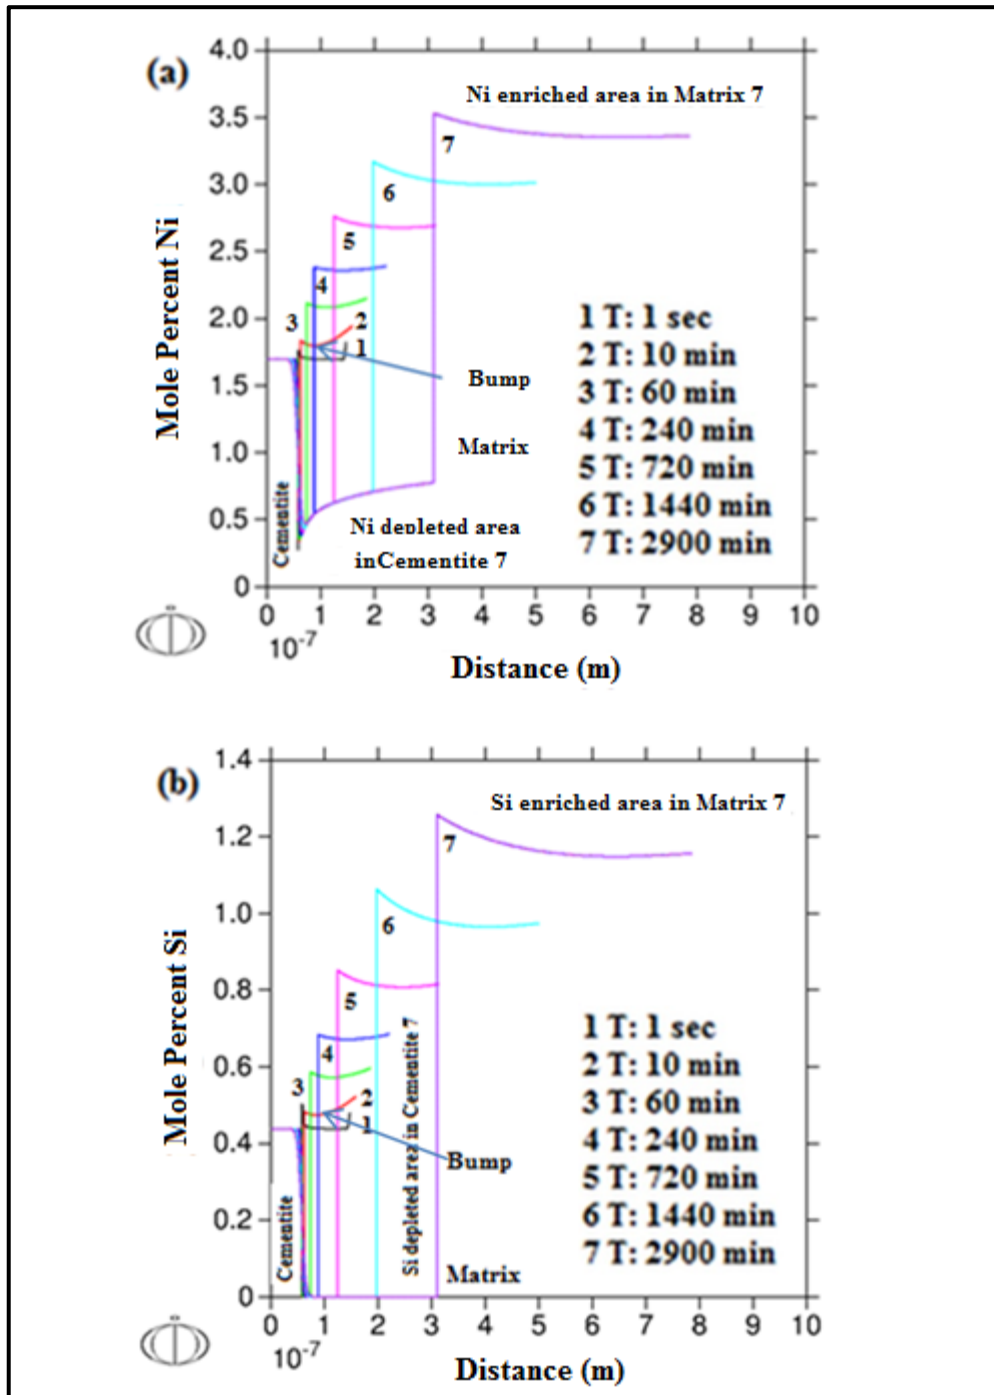 (a)
4.0
3.5
3.0
2.5
2.0
1.5
1.0
0.5
0
Mole Percent Ni
Ni enriched area in Matrix 7
7
6
5
4
3
2
1
Bump
Matrix
Cementite
Ni depleted area
inCementite 7
1 T: 1 sec
2 T: 10 min
3 T: 60 min
4 T: 240 min
5 T: 720 min
6 T: 1440 min
7 T: 2900 min
0 1 2 3 4 5 6 7 8 9 10
10-7
Distance (m)
(b)
1.4
1.2
1.0
0.8
0.6
0.4
0.2
0
Mole Percent Si
Si enriched area in Matrix 7
7
6
5
4
3
2
1
Bump
Matrix
Cementite
Si depleted area in Cementite 7
1 T: 1 sec
2 T: 10 min
3 T: 60 min
4 T: 240 min
5 T: 720 min
6 T: 1440 min
7 T: 2900 min
0 1 2 3 4 5 6 7 8 9 10
10-7
Distance (m)